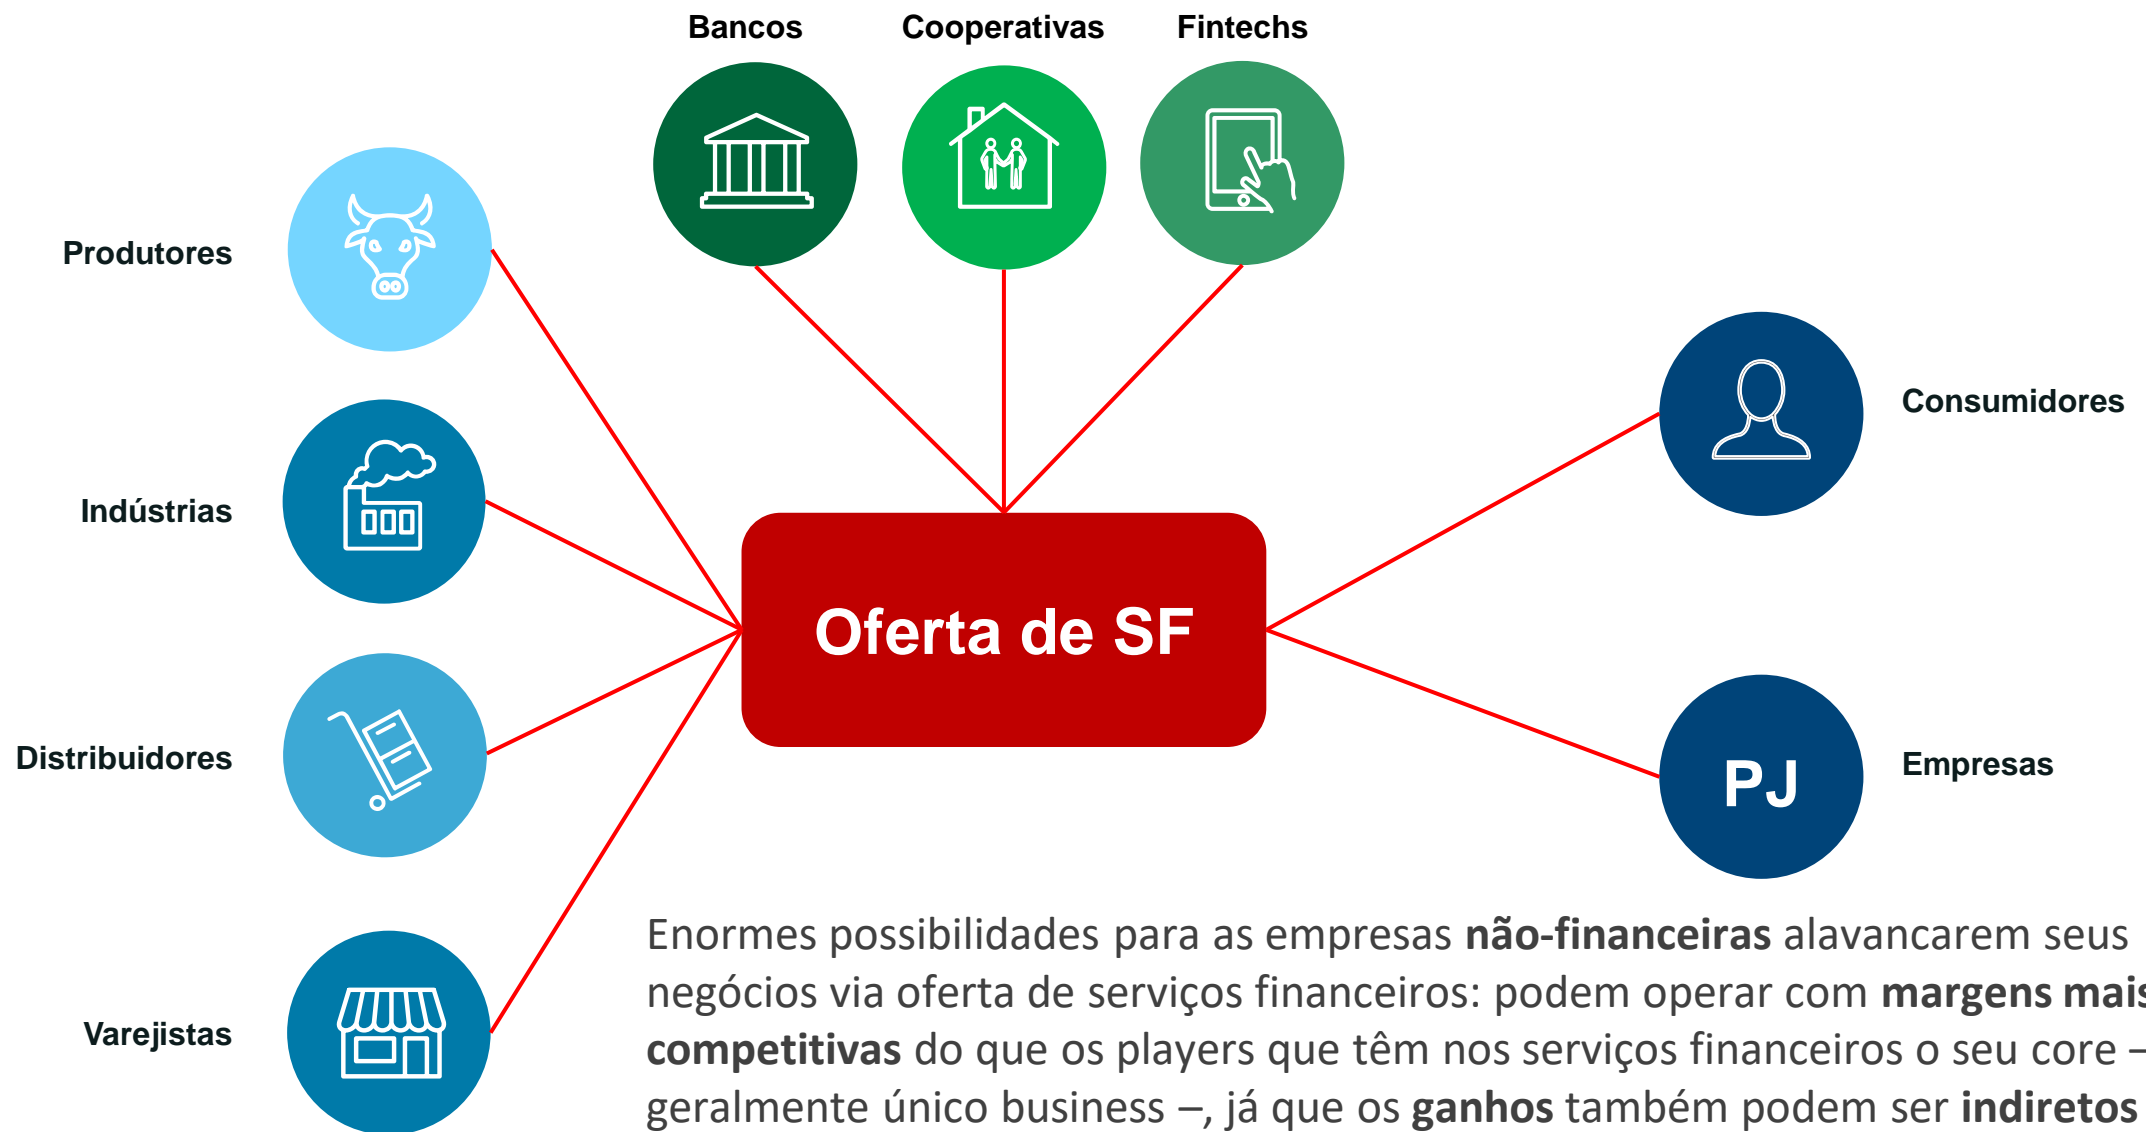 Bancos
Cooperativas
Fintechs
Produtores
Indústrias
Distribuidores
Varejistas
Oferta de SF
Consumidores
PJ
Empresas
Enormes possibilidades para as empresas não-financeiras alavancarem seus
negócios via oferta de serviços financeiros: podem operar com margens mais
competitivas do que os players que têm nos serviços financeiros o seu core –
geralmente único business –, já que os ganhos também podem ser indiretos